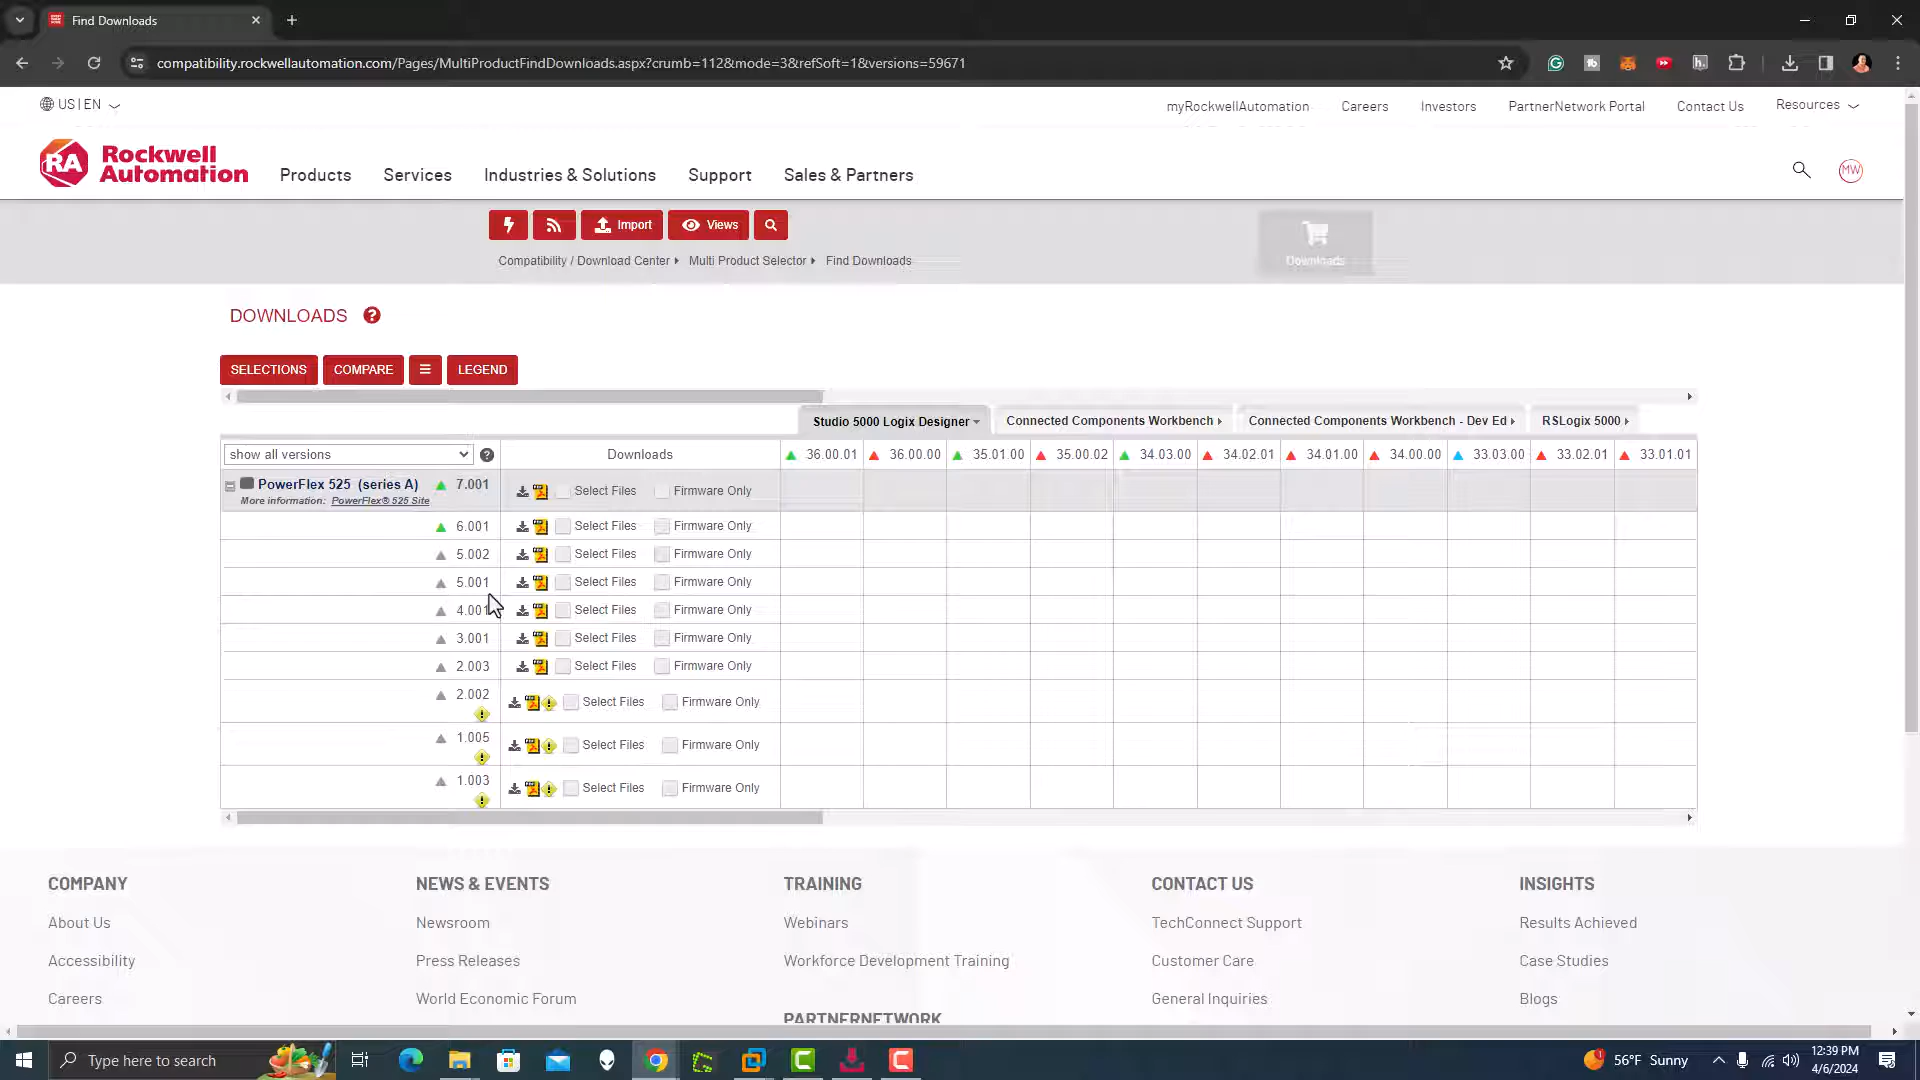 Find Downloads
compatibility.rockwellautomation.com/Pages/MultiProductFindDownloads.aspx?crumb=112&mode=3&refSoft=1&versions=59671
US | EN
myRockwellAutomation Careers Investors PartnerNetwork Portal Contact Us Resources
RA Rockwell Automation
Products Services Industries & Solutions Support Sales & Partners
MW
Import Views
Downloads
Compatibility / Download Center Multi Product Selector Find Downloads
DOWNLOADS ?
SELECTIONS COMPARE LEGEND
Studio 5000 Logix Designer Connected Components Workbench Connected Components Workbench - Dev Ed RSLogix 5000
show all versions ? Downloads 36.00.01 36.00.00 35.01.00 35.00.02 34.03.00 34.02.01 34.01.00 34.00.00 33.03.00 33.02.01 33.01.01
PowerFlex 525 (series A) 7.001 Select Files Firmware Only
More information: PowerFlex® 525 Site
6.001 Select Files Firmware Only
5.002 Select Files Firmware Only
5.001 Select Files Firmware Only
4.001 Select Files Firmware Only
3.001 Select Files Firmware Only
2.003 Select Files Firmware Only
2.002 Select Files Firmware Only
1.005 Select Files Firmware Only
1.003 Select Files Firmware Only
COMPANY NEWS & EVENTS TRAINING CONTACT US INSIGHTS
About Us Newsroom Webinars TechConnect Support Results Achieved
Accessibility Press Releases Workforce Development Training Customer Care Case Studies
Careers World Economic Forum General Inquiries Blogs
PARTNERNETWORK
Type here to search
56°F Sunny
12:39 PM
4/6/2024